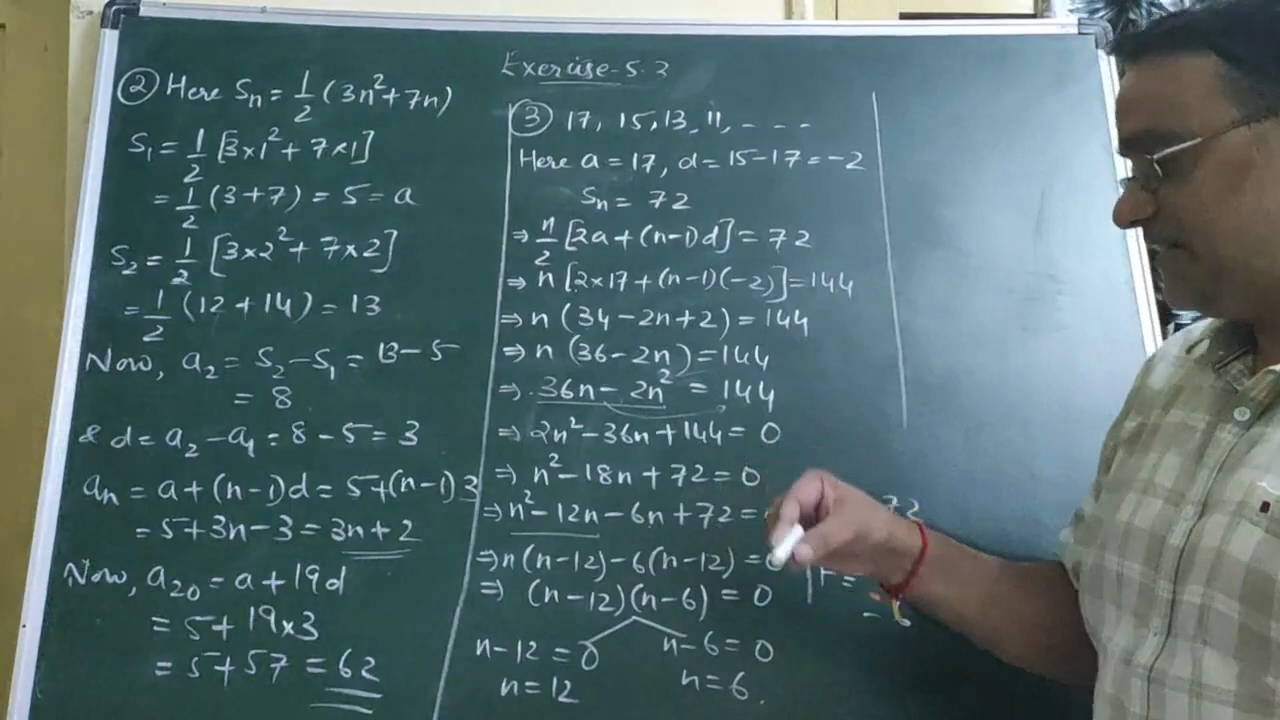 Exercise-5.3
② Here Sn = 1/2 (3n² + 7n)
S₁ = 1/2 [3×1² + 7×1]
= 1/2 (3+7) = 5 = a
S₂ = 1/2 [3×2² + 7×2]
= 1/2 (12 + 14) = 13
Now, a₂ = S₂ - S₁ = 13 - 5
= 8
& d = a₂ - a₁ = 8 - 5 = 3
an = a + (n-1)d = 5 + (n-1)3
= 5 + 3n - 3 = 3n + 2
Now, a₂₀ = a + 19d
= 5 + 19×3
= 5 + 57 = 62
③ 17, 15, 13, 11, - - - -
Here a = 17, d = 15 - 17 = -2
Sn = 72
⇒ n/2 [2a + (n-1)d] = 72
⇒ n [2×17 + (n-1)(-2)] = 144
⇒ n (34 - 2n + 2) = 144
⇒ n (36 - 2n) = 144
⇒ 36n - 2n² = 144
⇒ 2n² - 36n + 144 = 0
⇒ n² - 18n + 72 = 0
⇒ n² - 12n - 6n + 72 =
⇒ n(n-12) - 6(n-12) =
⇒ (n-12)(n-6) = 0
n - 12 = 0 n - 6 = 0
n = 12 n = 6
72